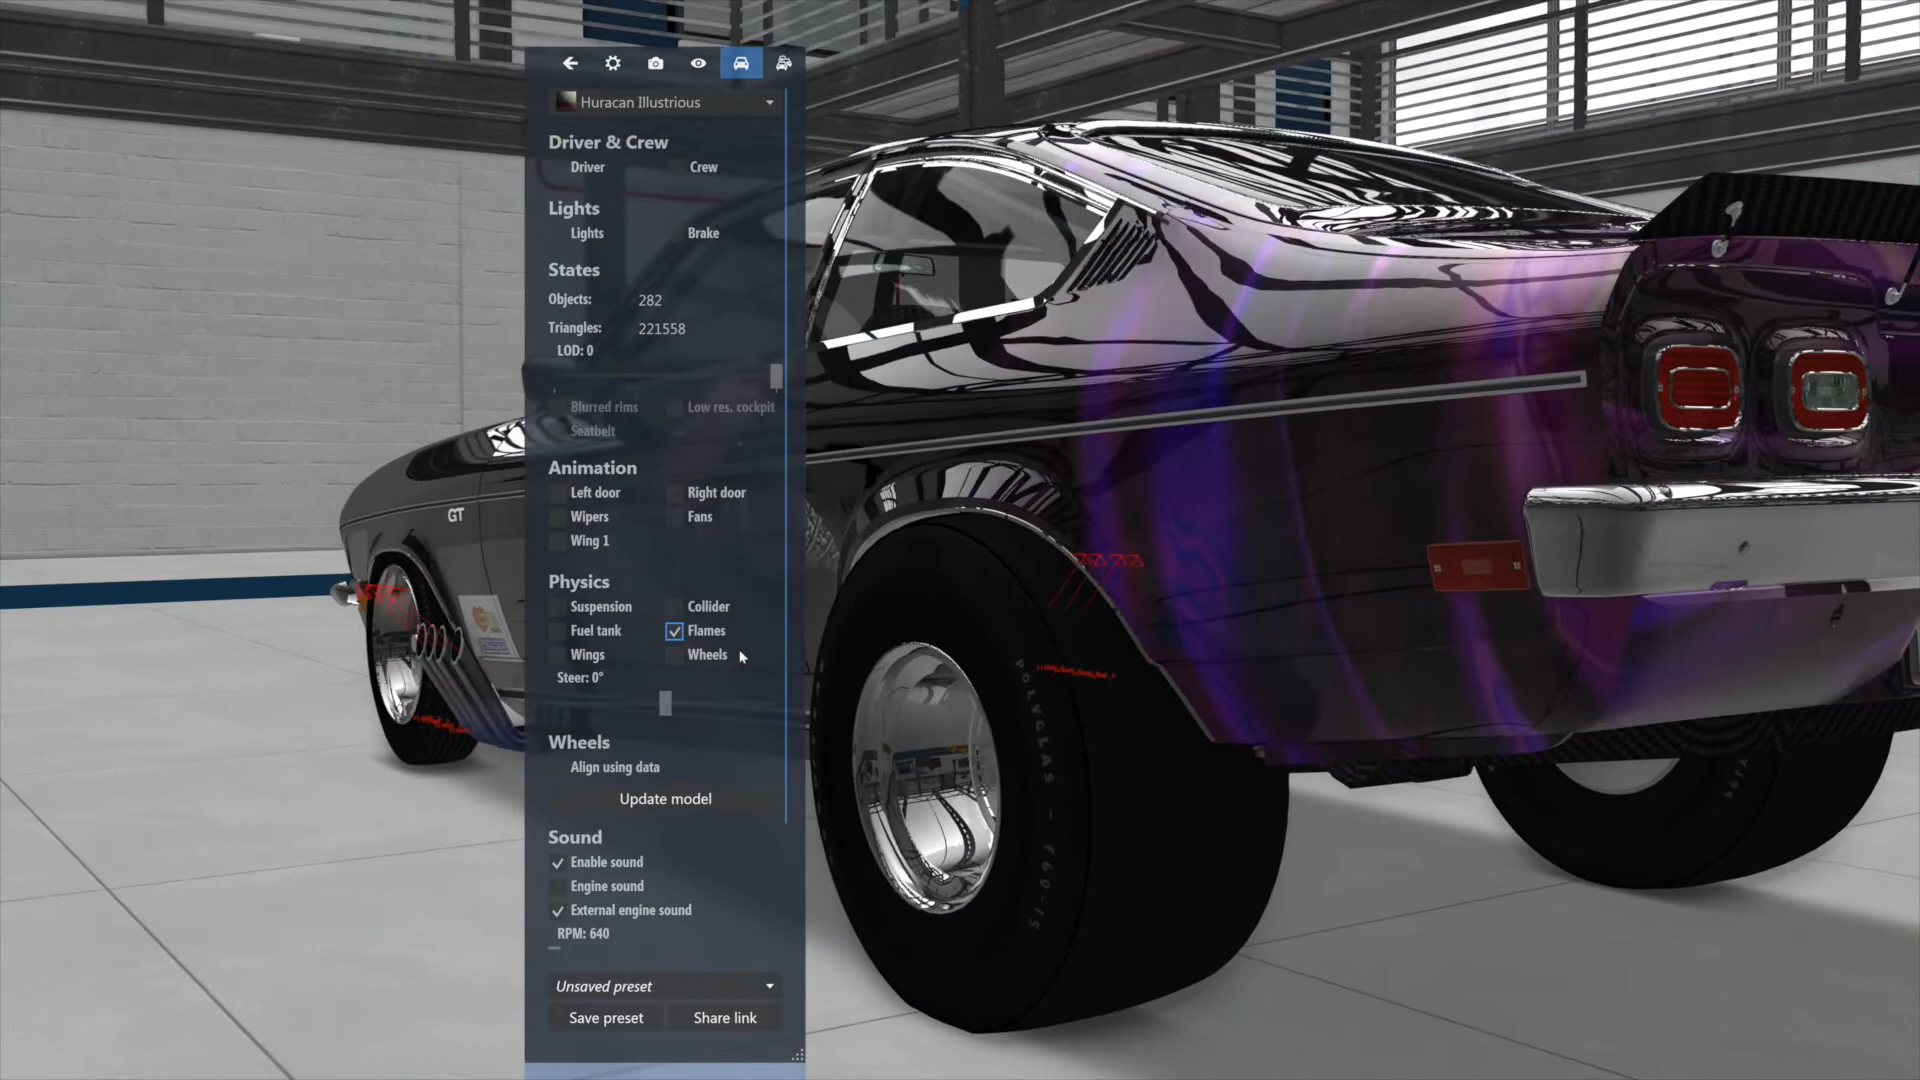 Huracan Illustrious
Driver & Crew
Driver Crew
Lights
Lights Brake
States
Objects: 282
Triangles: 221558
LOD: 0
Blurred rims Low res. cockpit
Seatbelt
Animation
Left door Right door
Wipers Fans
Wing 1
Physics
Suspension Collider
Fuel tank Flames
Wings Wheels
Steer: 0°
Wheels
Align using data
Update model
Sound
Enable sound
Engine sound
External engine sound
RPM: 640
Unsaved preset
Save preset Share link
GT
POLYGLAS - F60-15